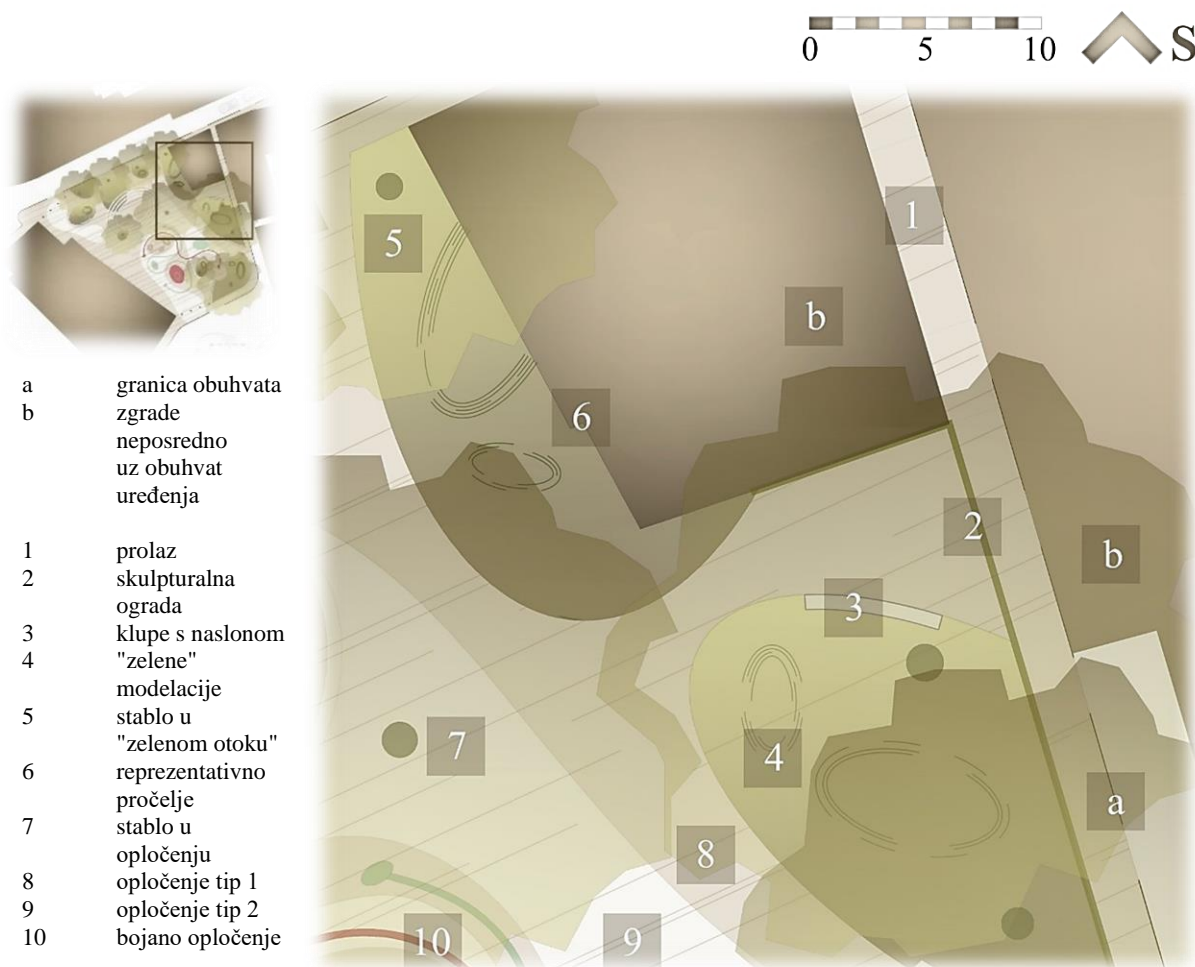 0 5 10 S
a granica obuhvata
b zgrade
neposredno
uz obuhvat
uređenja
1 prolaz
2 skulpturalna
ograda
3 klupe s naslonom
4 "zelene"
modelacije
5 stablo u
"zelenom otoku"
6 reprezentativno
pročelje
7 stablo u
opločenju
8 opločenje tip 1
9 opločenje tip 2
10 bojano opločenje
1
5
b
6
2
b
3
7
4
a
8
10
9